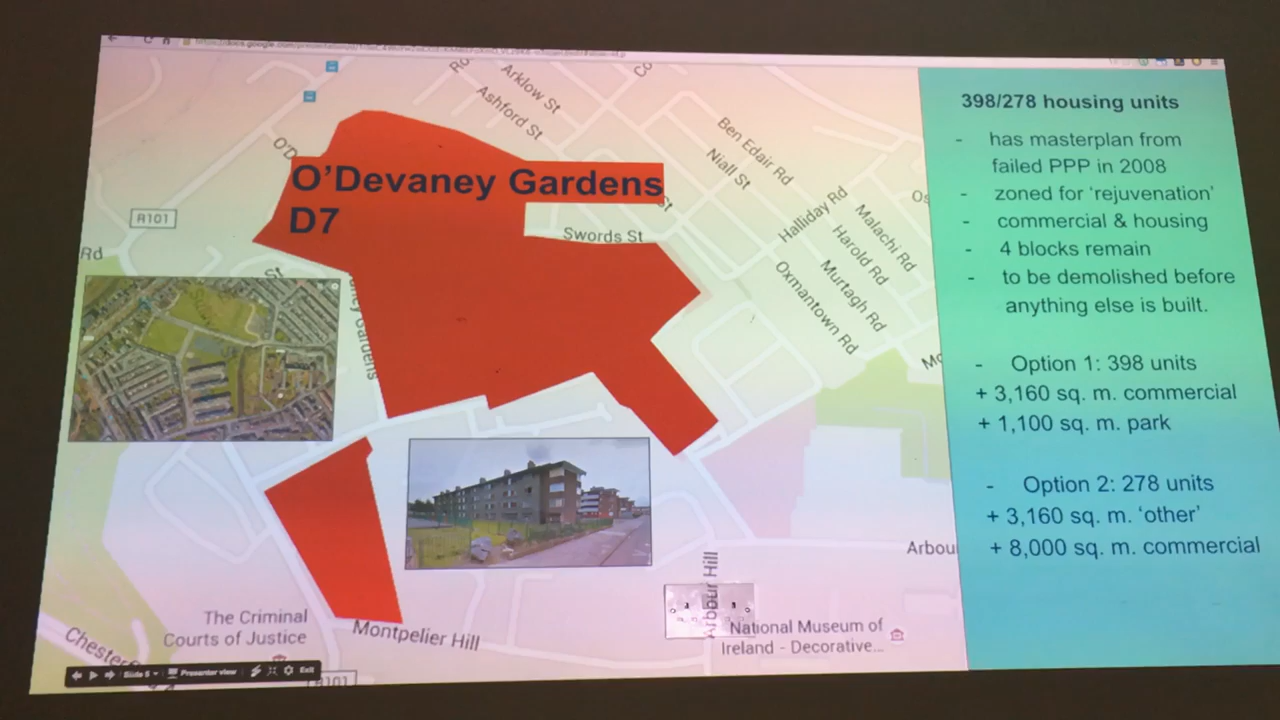 Arklow St
Ashford St
Ben Edair Rd
Niall St
O'Devaney Gardens
D7
St
Swords St
R101
Rd
St
Gardens
Halliday Rd
Malachi Rd
Harold Rd
Murtagh Rd
Oxmantown Rd
398/278 housing units
- has masterplan from
failed PPP in 2008
- zoned for 'rejuvenation'
- commercial & housing
- 4 blocks remain
- to be demolished before
anything else is built.
- Option 1: 398 units
+ 3,160 sq. m. commercial
+ 1,100 sq. m. park
- Option 2: 278 units
+ 3,160 sq. m. 'other'
+ 8,000 sq. m. commercial
Arbour Hill
The Criminal
Courts of Justice
Montpelier Hill
National Museum of
Ireland - Decorative...
Slide 5
Presenter view
Exit
R101